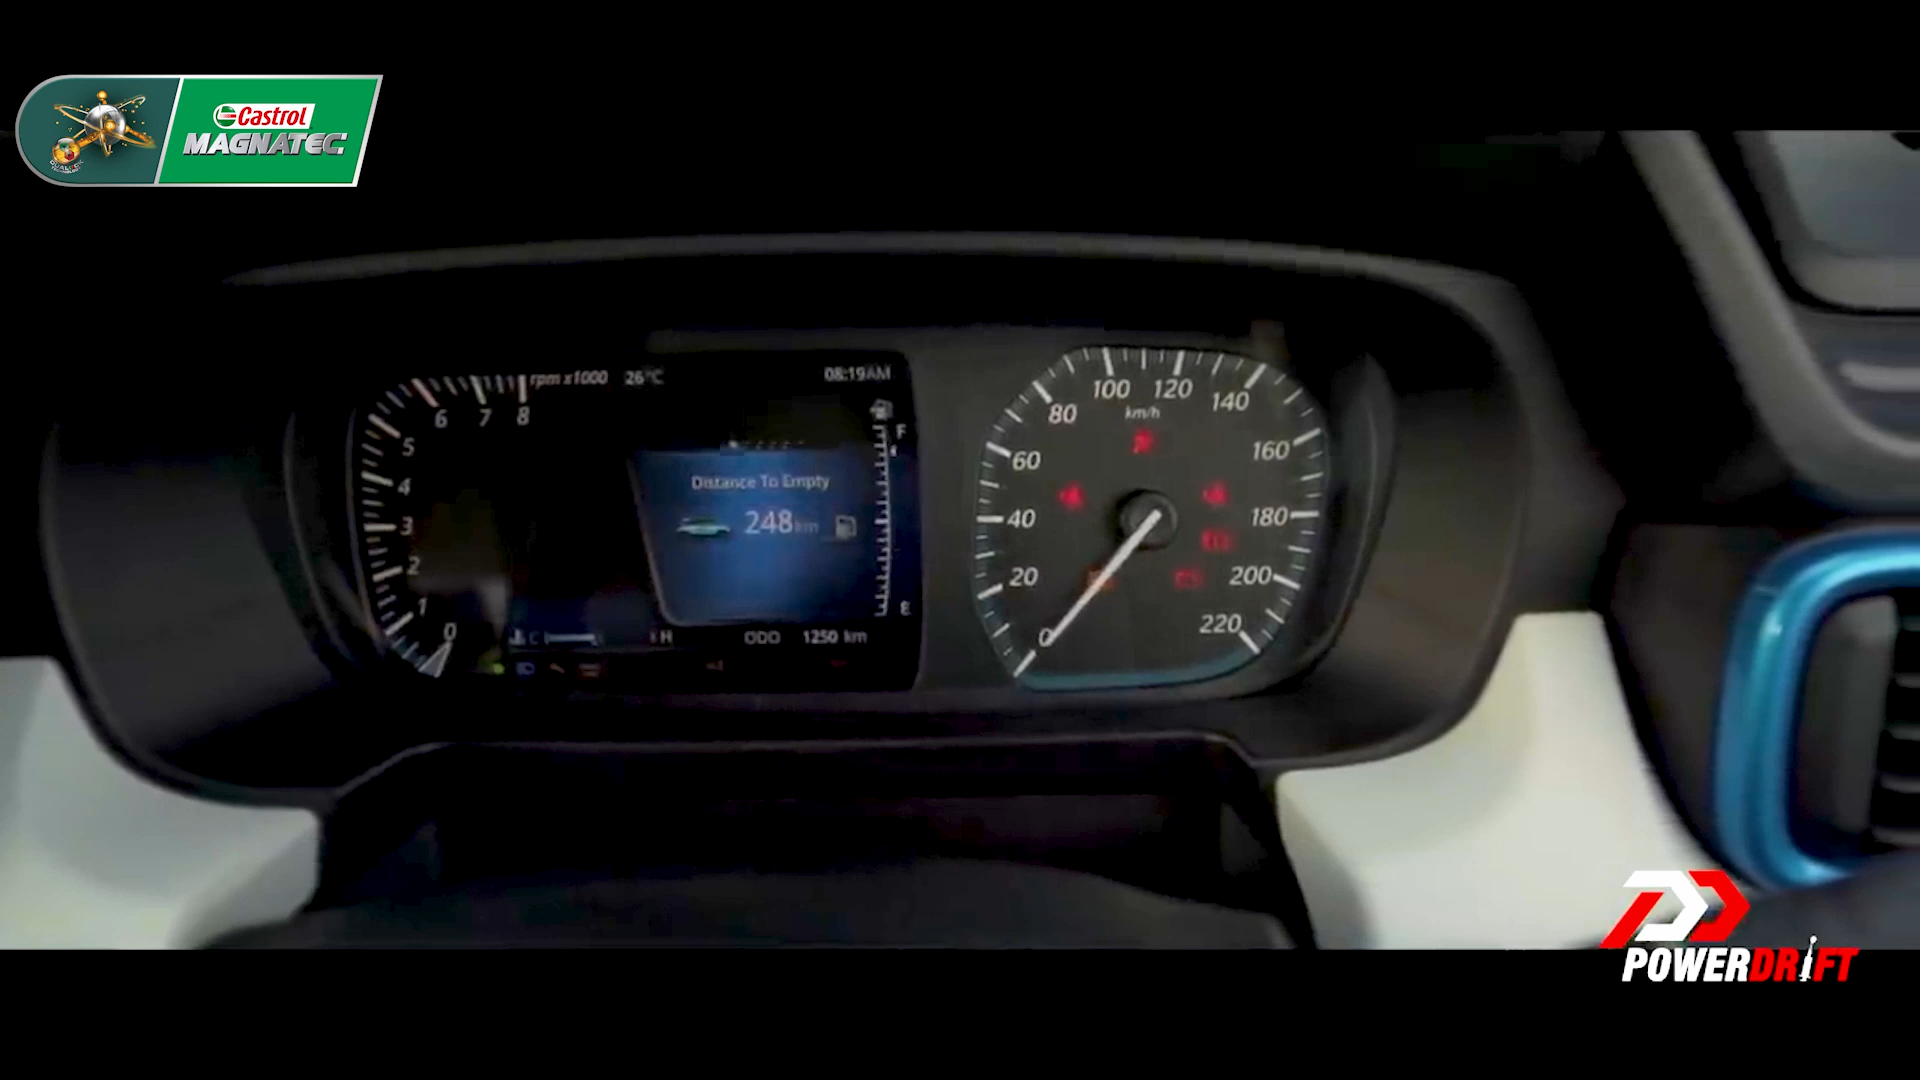 Castrol
MAGNATEC
rpm x1000 26°C 08:19AM
6 7 8
5
4
3
2
1
0
F
Distance To Empty
248 km
E
C H
ODO 1250 km
100 120
80 140
km/h
60 160
40 180
20 200
0 220
POWERDRIFT